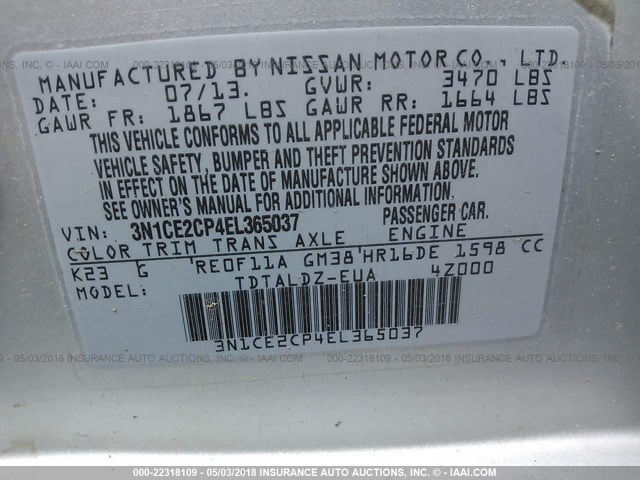 MANUFACTURED BY NISSAN MOTOR CO., LTD.
DATE: 07/13. GVWR: 3470 LBS
GAWR FR: 1867 LBS GAWR RR: 1664 LBS
THIS VEHICLE CONFORMS TO ALL APPLICABLE FEDERAL MOTOR
VEHICLE SAFETY, BUMPER AND THEFT PREVENTION STANDARDS
IN EFFECT ON THE DATE OF MANUFACTURE SHOWN ABOVE.
SEE OWNER'S MANUAL FOR ADDITIONAL INFORMATION.
VIN: 3N1CE2CP4EL365037 PASSENGER CAR.
COLOR TRIM TRANS AXLE ENGINE
K23 G RE0F11A GM38 HR16DE 1598 CC
MODEL: TDTALDZ-EUA 4Z000
3N1CE2CP4EL365037
000-22318109 - 05/03/2018 INSURANCE AUTO AUCTIONS, INC. - IAAI.COM